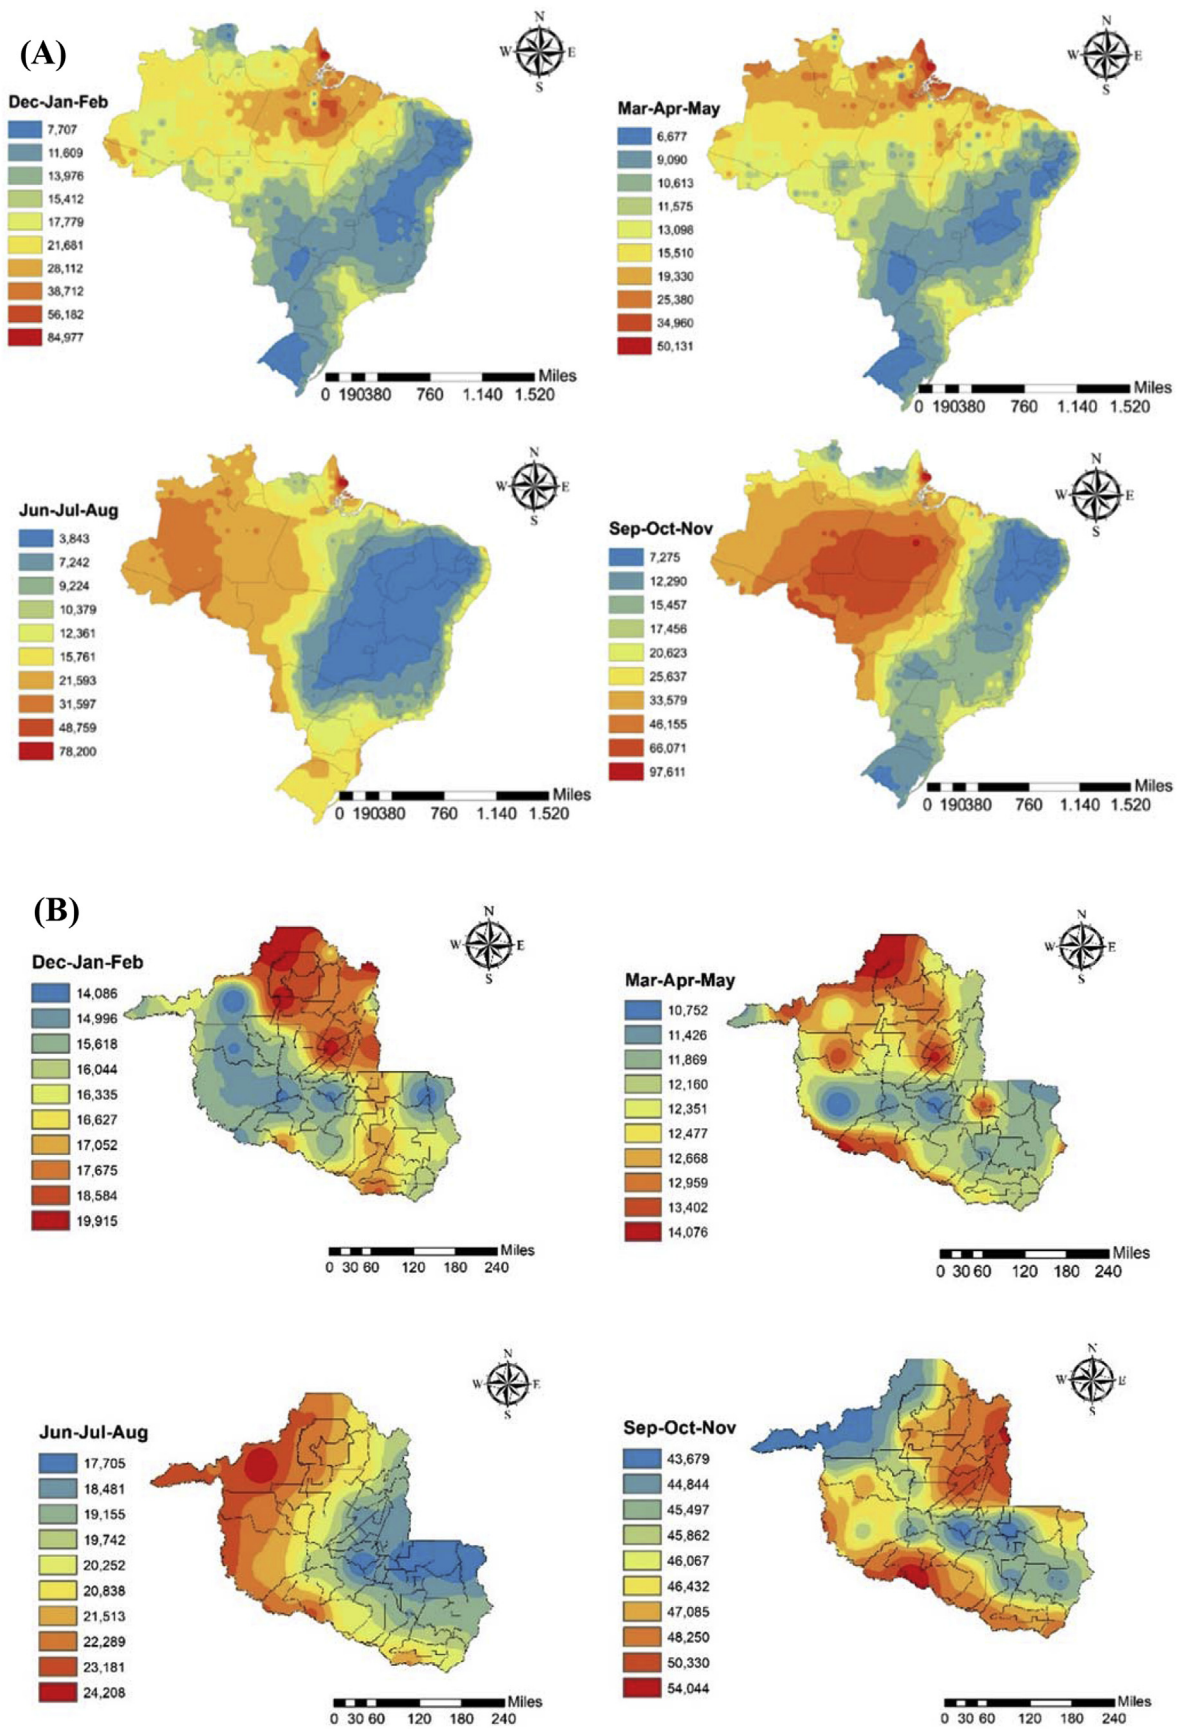 (A)
N
W E
S
Dec-Jan-Feb
7,707
11,609
13,976
15,412
17,779
21,681
28,112
38,712
56,182
84,977
Miles
0 190380 760 1.140 1.520
N
W E
S
Mar-Apr-May
6,677
9,090
10,613
11,575
13,098
15,510
19,330
25,380
34,960
50,131
Miles
0 190380 760 1.140 1.520
N
W E
S
Jun-Jul-Aug
3,843
7,242
9,224
10,379
12,361
15,761
21,593
31,597
48,759
78,200
Miles
0 190380 760 1.140 1.520
N
W E
S
Sep-Oct-Nov
7,275
12,290
15,457
17,456
20,623
25,637
33,579
46,155
66,071
97,611
Miles
0 190380 760 1.140 1.520
(B)
N
W E
S
Dec-Jan-Feb
14,086
14,996
15,618
16,044
16,335
16,627
17,052
17,675
18,584
19,915
Miles
0 30 60 120 180 240
N
W E
S
Mar-Apr-May
10,752
11,426
11,869
12,160
12,351
12,477
12,668
12,959
13,402
14,076
Miles
0 30 60 120 180 240
N
W E
S
Jun-Jul-Aug
17,705
18,481
19,155
19,742
20,252
20,838
21,513
22,289
23,181
24,208
Miles
0 30 60 120 180 240
N
W E
S
Sep-Oct-Nov
43,679
44,844
45,497
45,862
46,067
46,432
47,085
48,250
50,330
54,044
Miles
0 30 60 120 180 240